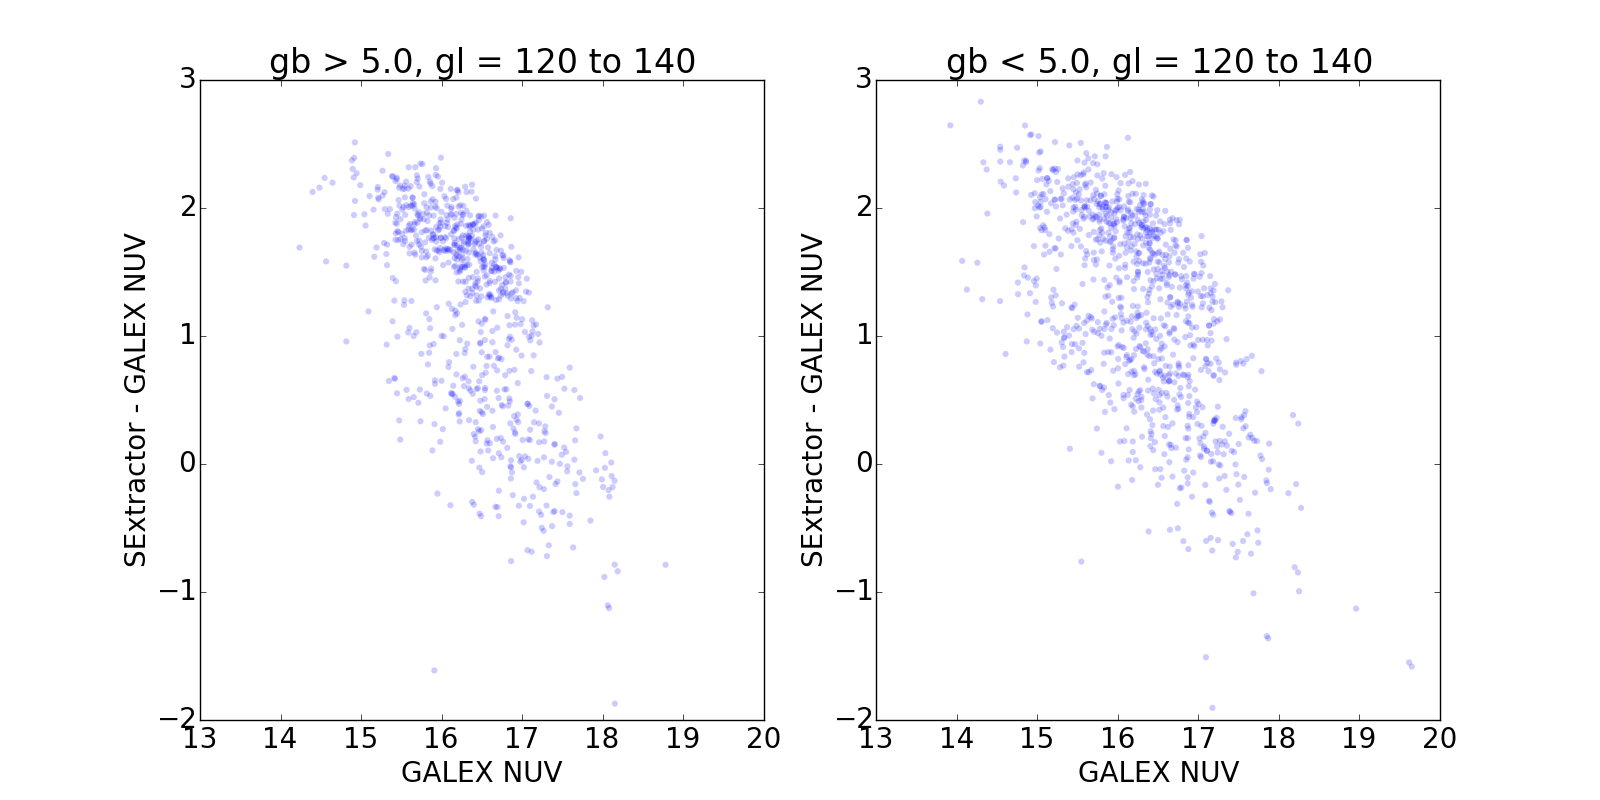 gb > 5.0, gl = 120 to 140
3
2
1
0
−1
−2
SExtractor - GALEX NUV
13 14 15 16 17 18 19 20
GALEX NUV
gb < 5.0, gl = 120 to 140
3
2
1
0
−1
−2
SExtractor - GALEX NUV
13 14 15 16 17 18 19 20
GALEX NUV